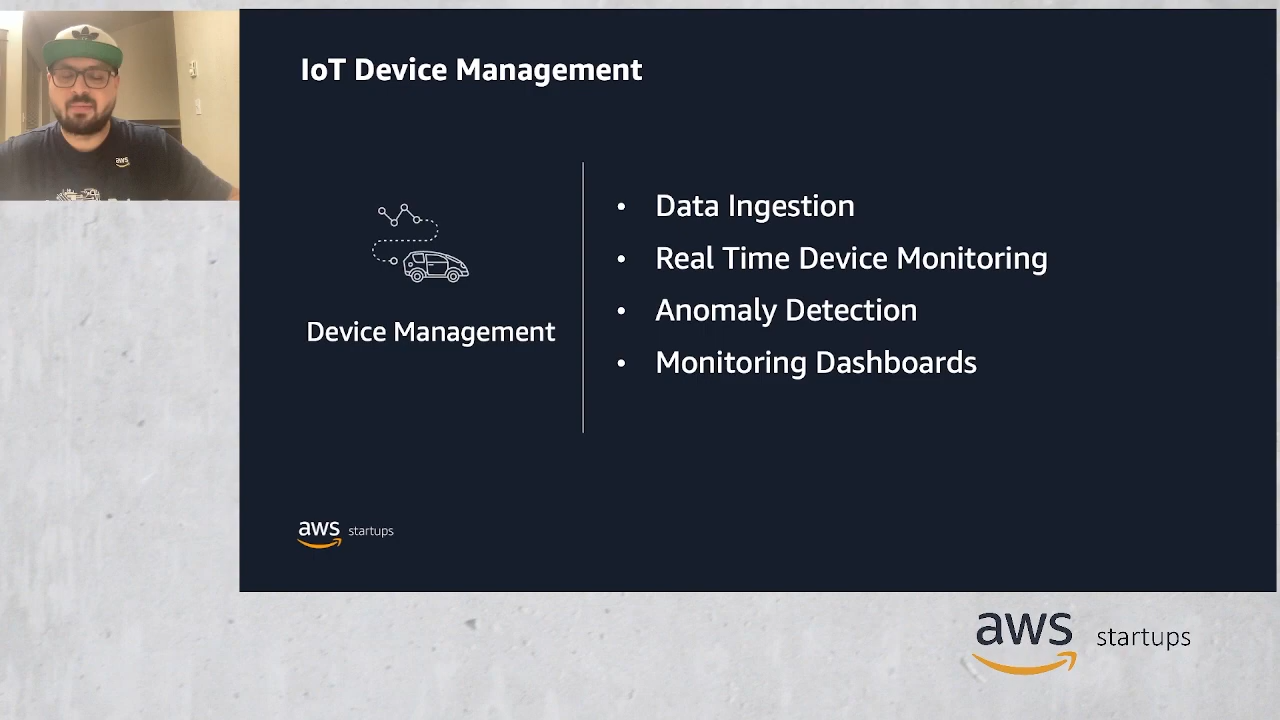 IoT Device Management
aws
Device Management
• Data Ingestion
• Real Time Device Monitoring
• Anomaly Detection
• Monitoring Dashboards
aws startups
aws startups